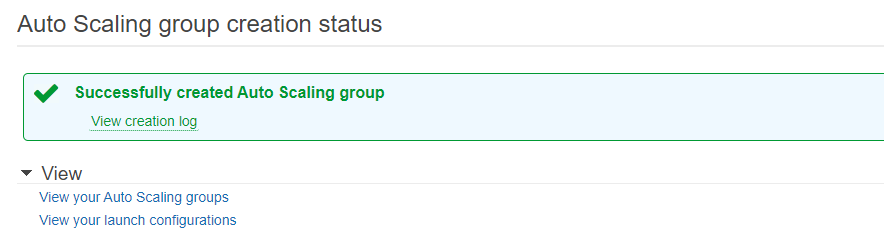 Auto Scaling group creation status
Successfully created Auto Scaling group
View creation log
View
View your Auto Scaling groups
View your launch configurations